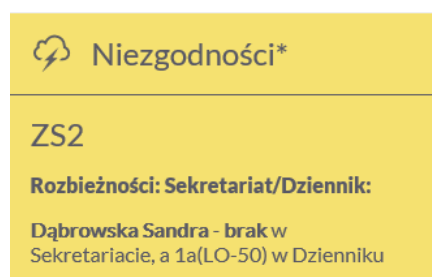 Niezgodności*
ZS2
Rozbieżności: Sekretariat/Dziennik:
Dąbrowska Sandra - brak w
Sekretariacie, a 1a(LO-50) w Dzienniku